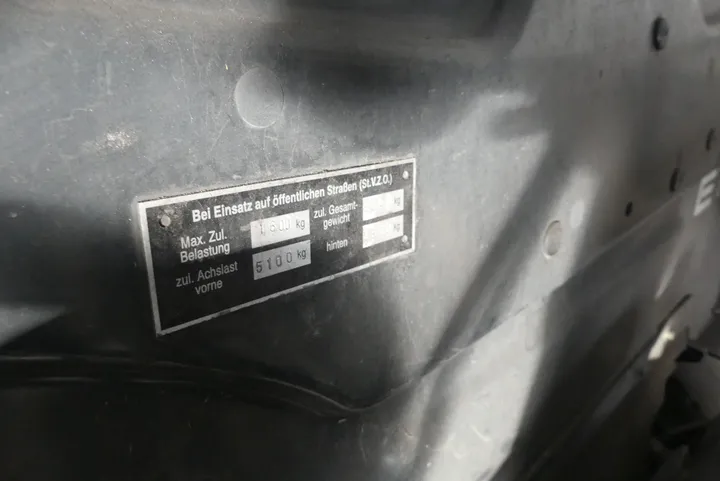 Bei Einsatz auf öffentlichen Straßen (St.V.Z.O.)
Max. Zul. Belastung kg
zul. Gesamt-gewicht
zul. Achslast vorne 5100 kg
hinten kg
E